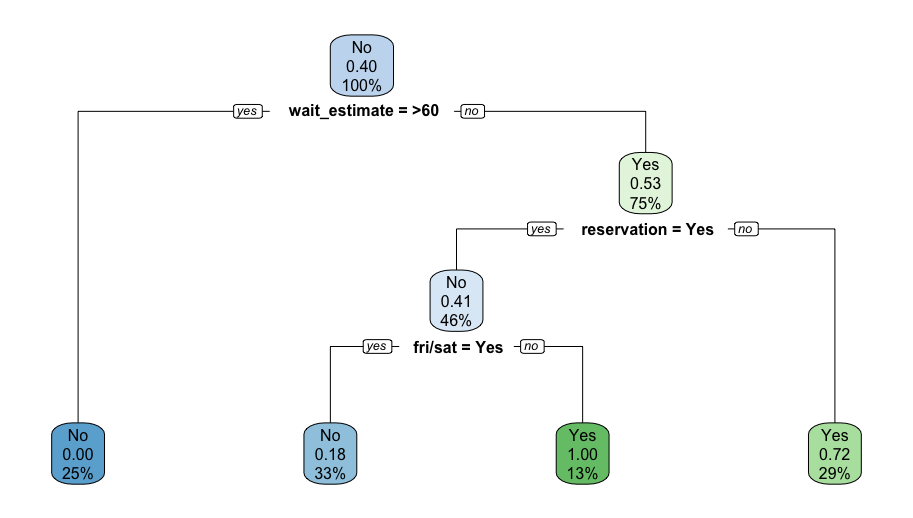 No
0.40
100%
yes wait_estimate = >60 no
Yes
0.53
75%
yes reservation = Yes no
No
0.41
46%
yes fri/sat = Yes no
No
0.00
25%
No
0.18
33%
Yes
1.00
13%
Yes
0.72
29%